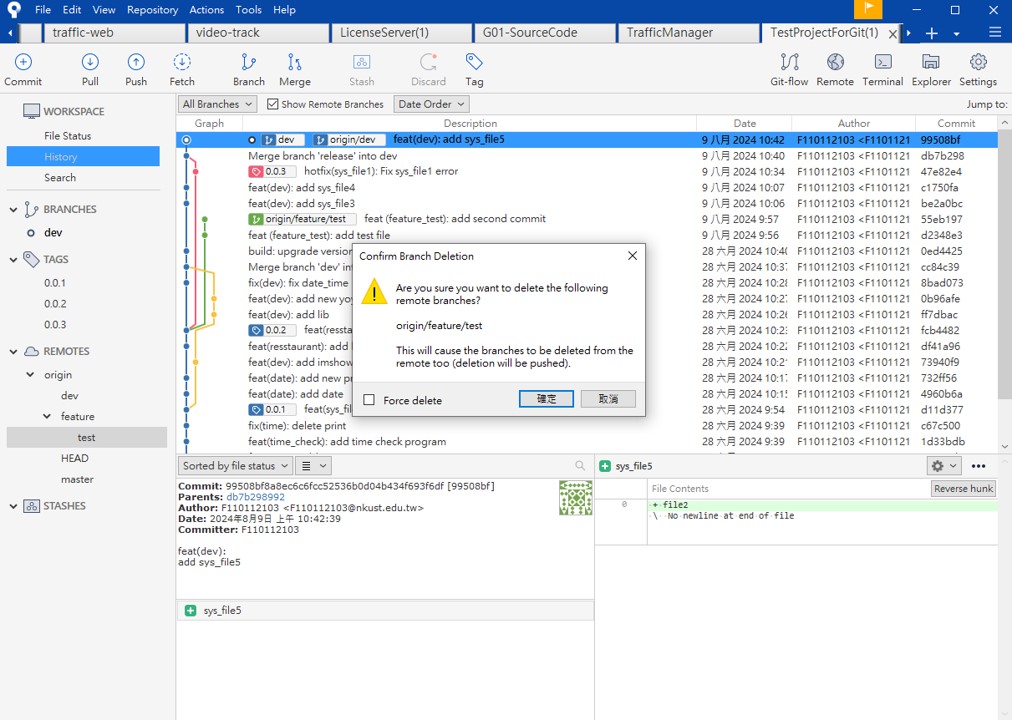 File Edit View Repository Actions Tools Help
traffic-web video-track LicenseServer(1) G01-SourceCode TrafficManager TestProjectForGit(1)
Commit Pull Push Fetch Branch Merge Stash Discard Tag Git-flow Remote Terminal Explorer Settings
WORKSPACE
File Status
History
Search
BRANCHES
dev
TAGS
0.0.1
0.0.2
0.0.3
REMOTES
origin
dev
feature
test
HEAD
master
STASHES
All Branches Show Remote Branches Date Order Jump to:
Graph Description Date Author Commit
dev origin/dev feat(dev): add sys_file5 9 八月 2024 10:42 F110112103 <F1101121 99508bf
Merge branch 'release' into dev 9 八月 2024 10:40 F110112103 <F1101121 db7b298
0.0.3 hotfix(sys_file1): Fix sys_file1 error 9 八月 2024 10:34 F110112103 <F1101121 47e82e4
feat(dev): add sys_file4 9 八月 2024 10:07 F110112103 <F1101121 c1750fa
feat(dev): add sys_file3 9 八月 2024 10:06 F110112103 <F1101121 be2a0bc
origin/feature/test feat (feature_test): add second commit 9 八月 2024 9:57 F110112103 <F1101121 55eb197
feat (feature_test): add test file 9 八月 2024 9:56 F110112103 <F1101121 d2348e3
build: upgrade version 28 六月 2024 10:40 F110112103 <F1101121 0ed4425
Merge branch 'dev' int 28 六月 2024 10:37 F110112103 <F1101121 cc84c39
fix(dev): fix date_time 28 六月 2024 10:28 F110112103 <F1101121 8bad073
feat(dev): add new yo 28 六月 2024 10:27 F110112103 <F1101121 0b96afe
feat(dev): add lib 28 六月 2024 10:26 F110112103 <F1101121 ff7dbac
0.0.2 feat(resta 28 六月 2024 10:23 F110112103 <F1101121 fcb4482
feat(resstaurant): add 28 六月 2024 10:22 F110112103 <F1101121 df41a96
feat(dev): add imshow 28 六月 2024 10:21 F110112103 <F1101121 73940f9
feat(date): add new pr 28 六月 2024 10:17 F110112103 <F1101121 732ff56
feat(date): add date 28 六月 2024 10:15 F110112103 <F1101121 4960b6a
0.0.1 feat(sys_fil 28 六月 2024 9:54 F110112103 <F1101121 d11d377
fix(time): delete print 28 六月 2024 9:39 F110112103 <F1101121 c67c500
feat(time_check): add time check program 28 六月 2024 9:39 F110112103 <F1101121 1d33bdb
Confirm Branch Deletion
Are you sure you want to delete the following
remote branches?
origin/feature/test
This will cause the branches to be deleted from the
remote too (deletion will be pushed).
Force delete 確定 取消
Sorted by file status
Commit: 99508bf8a8ec6c6fcc52536b0d04b434f693f6df [99508bf]
Parents: db7b298992
Author: F110112103 <F110112103@nkust.edu.tw>
Date: 2024年8月9日 上午 10:42:39
Committer: F110112103
feat(dev):
add sys_file5
sys_file5
sys_file5
File Contents Reverse hunk
0 + file2
\ No newline at end of file